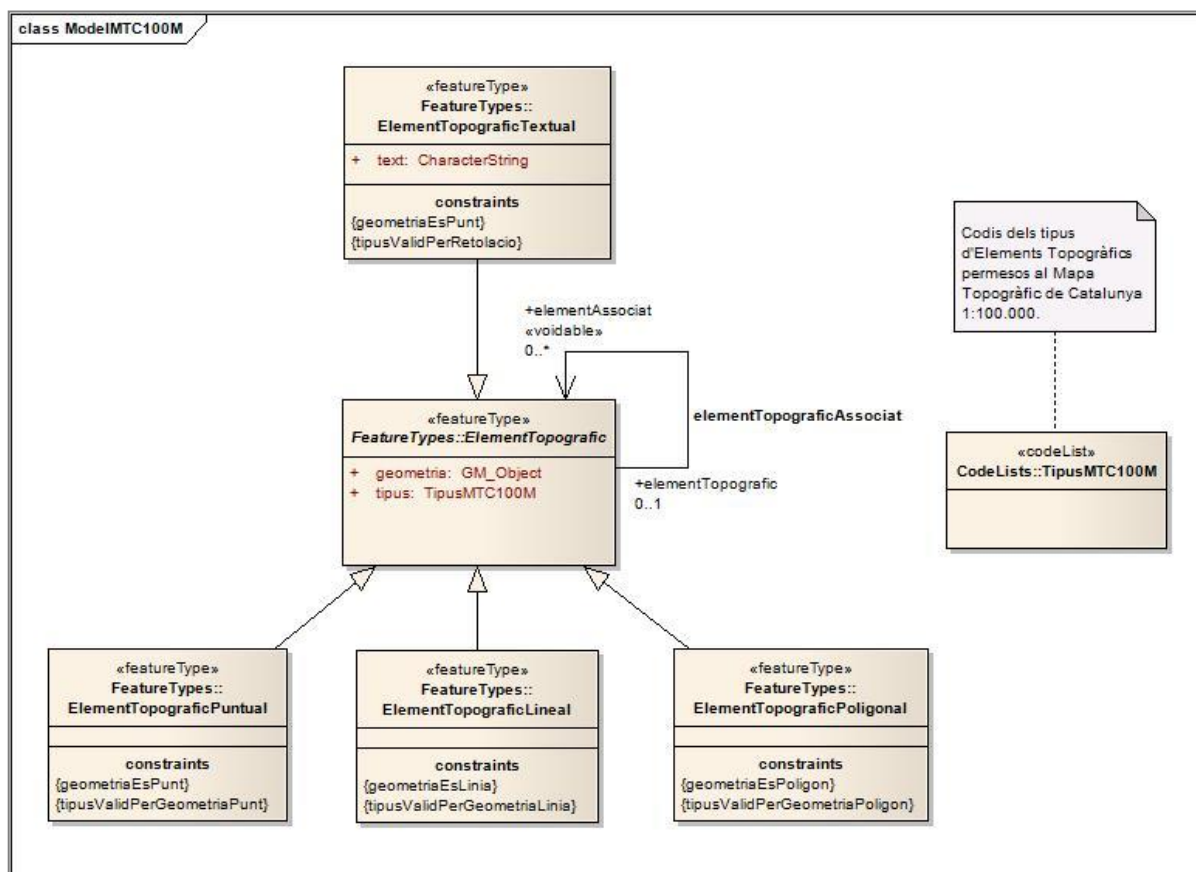 class ModelMTC100M
«featureType»
FeatureTypes::
ElementTopograficTextual
+ text: CharacterString
constraints
{geometriaEsPunt}
{tipusValidPerRetolacio}
Codis dels tipus
d'Elements Topogràfics
permesos al Mapa
Topogràfic de Catalunya
1:100.000.
+elementAssociat
«voidable»
0..*
«featureType»
FeatureTypes::ElementTopografic
+ geometria: GM_Object
+ tipus: TipusMTC100M
elementTopograficAssociat
+elementTopografic
0..1
«codeList»
CodeLists::TipusMTC100M
«featureType»
FeatureTypes::
ElementTopograficPuntual
constraints
{geometriaEsPunt}
{tipusValidPerGeometriaPunt}
«featureType»
FeatureTypes::
ElementTopograficLineal
constraints
{geometriaEsLinia}
{tipusValidPerGeometriaLinia}
«featureType»
FeatureTypes::
ElementTopograficPoligonal
constraints
{geometriaEsPoligon}
{tipusValidPerGeometriaPoligon}